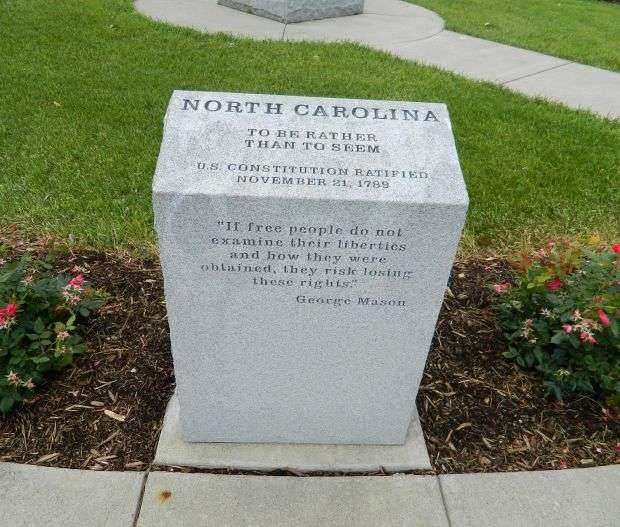 NORTH CAROLINA
TO BE RATHER
THAN TO SEEM
U.S. CONSTITUTION RATIFIED
NOVEMBER 21, 1789
"If free people do not
examine their liberties
and how they were
obtained, they risk losing
these rights."
George Mason